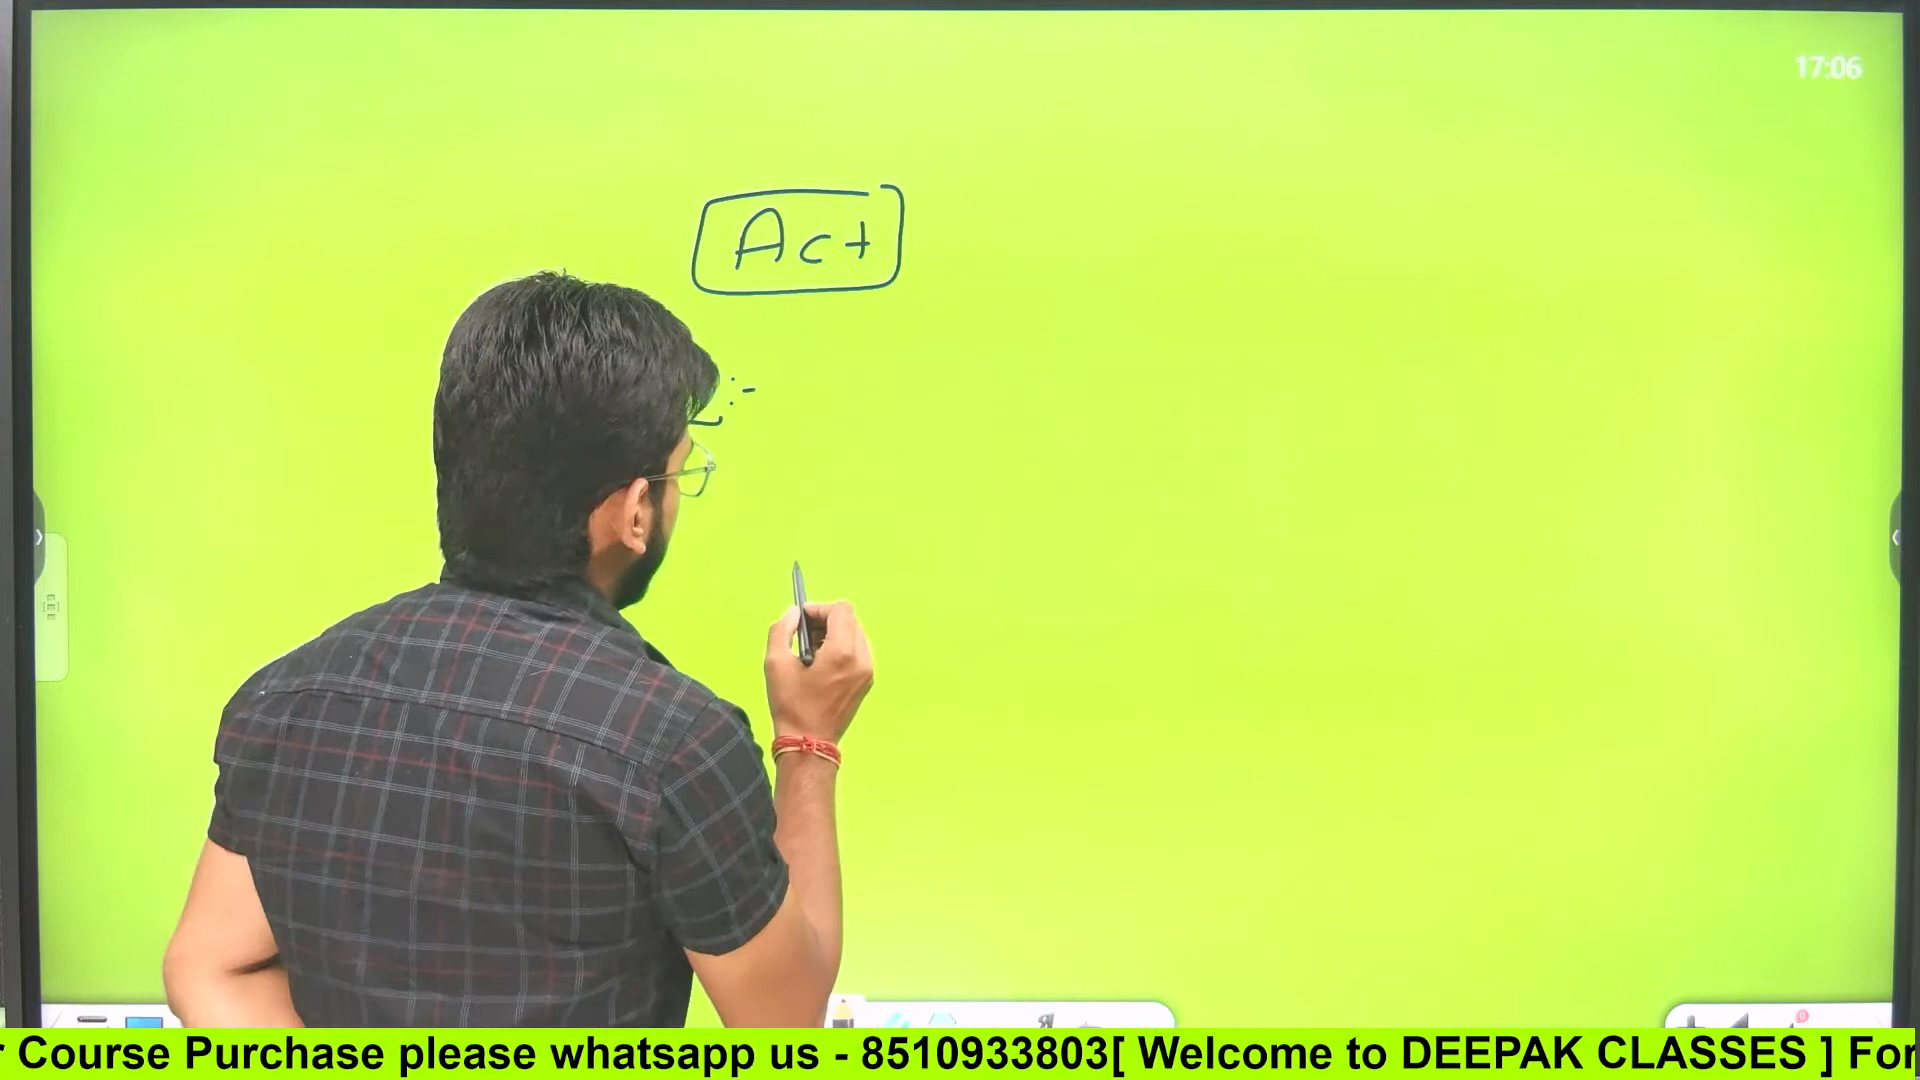 17:06
Act
:-
r Course Purchase please whatsapp us - 8510933803[ Welcome to DEEPAK CLASSES ] For